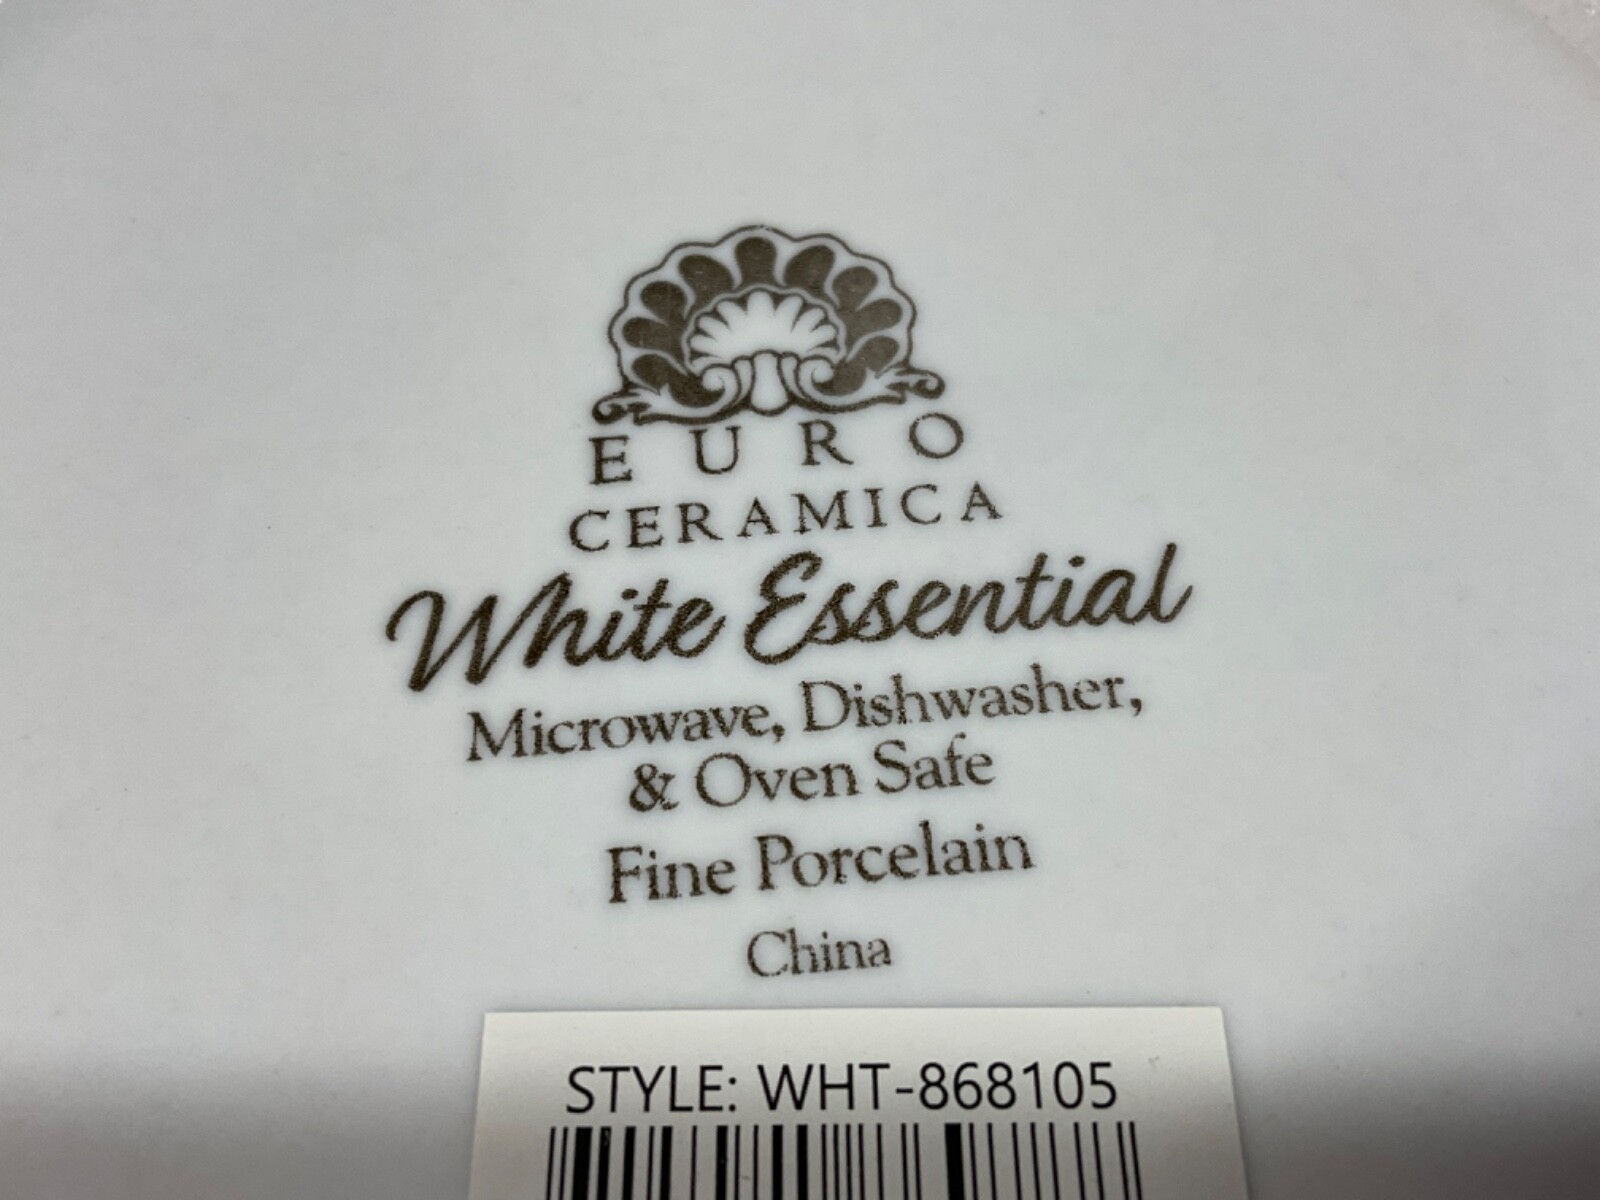 EURO
CERAMICA
White Essential
Microwave, Dishwasher,
& Oven Safe
Fine Porcelain
China
STYLE: WHT-868105